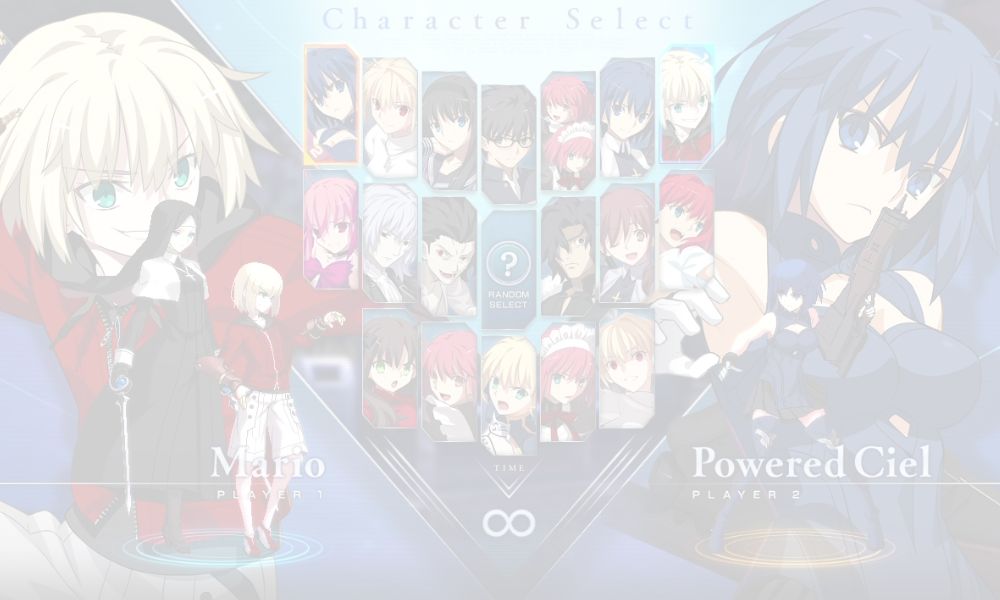 Character Select
?
RANDOM
SELECT
TIME
∞
Mario
PLAYER 1
Powered Ciel
PLAYER 2